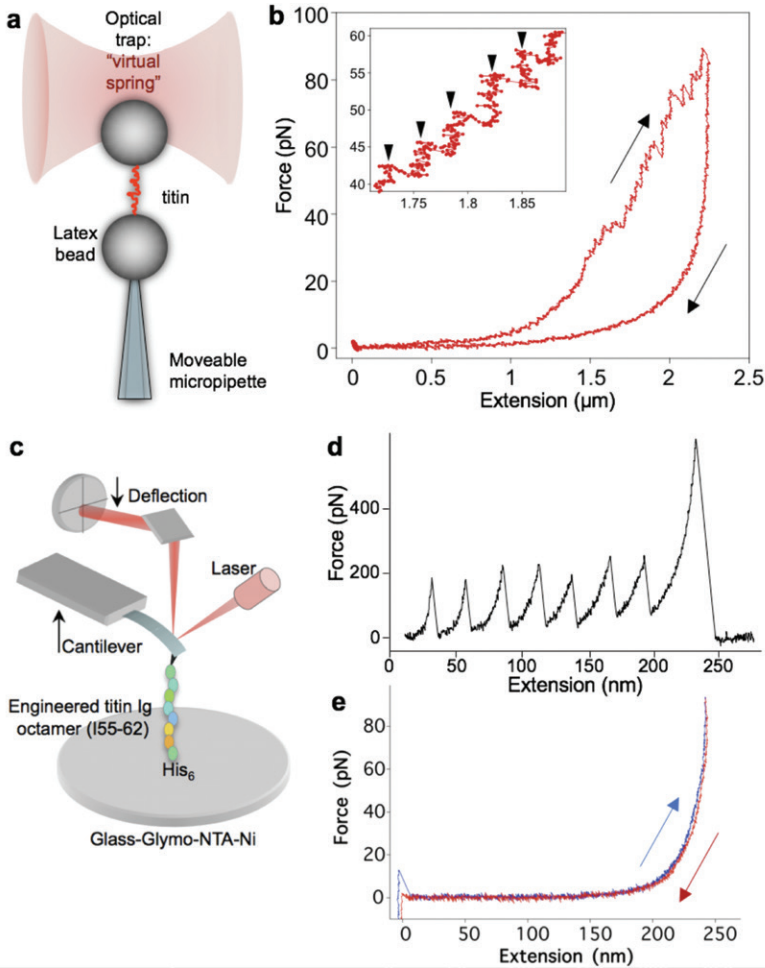 a
Optical
trap:
“virtual
spring”
titin
Latex
bead
Moveable
micropipette
b
Force (pN)
100
80
60
40
20
0
0
0.5
1
1.5
2
2.5
Extension (µm)
60
55
50
45
40
1.75
1.8
1.85
c
Deflection
Laser
Cantilever
Engineered titin Ig
octamer (I55-62)
His6
Glass-Glymo-NTA-Ni
d
Force (pN)
400
200
0
0
50
100
150
200
250
Extension (nm)
e
Force (pN)
80
60
40
20
0
0
50
100
150
200
250
Extension (nm)